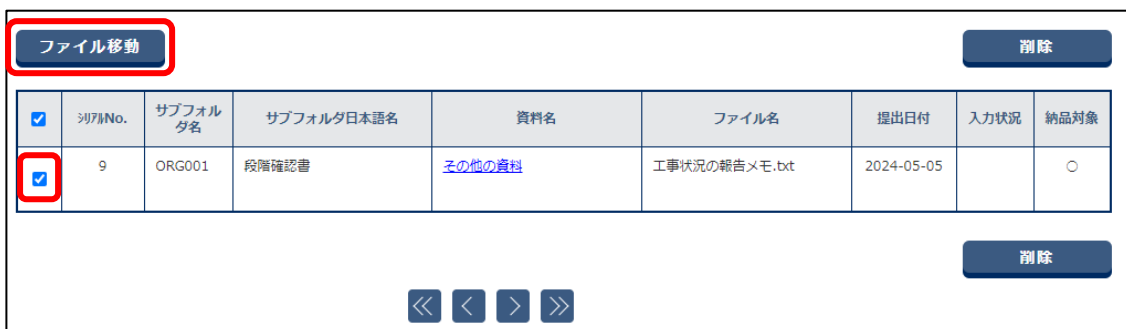 ファイル移動
削除
ｼﾘｱﾙNo.
サブフォル
ダ名
サブフォルダ日本語名
資料名
ファイル名
提出日付
入力状況
納品対象
9
ORG001
段階確認書
その他の資料
工事状況の報告メモ.txt
2024-05-05
○
削除